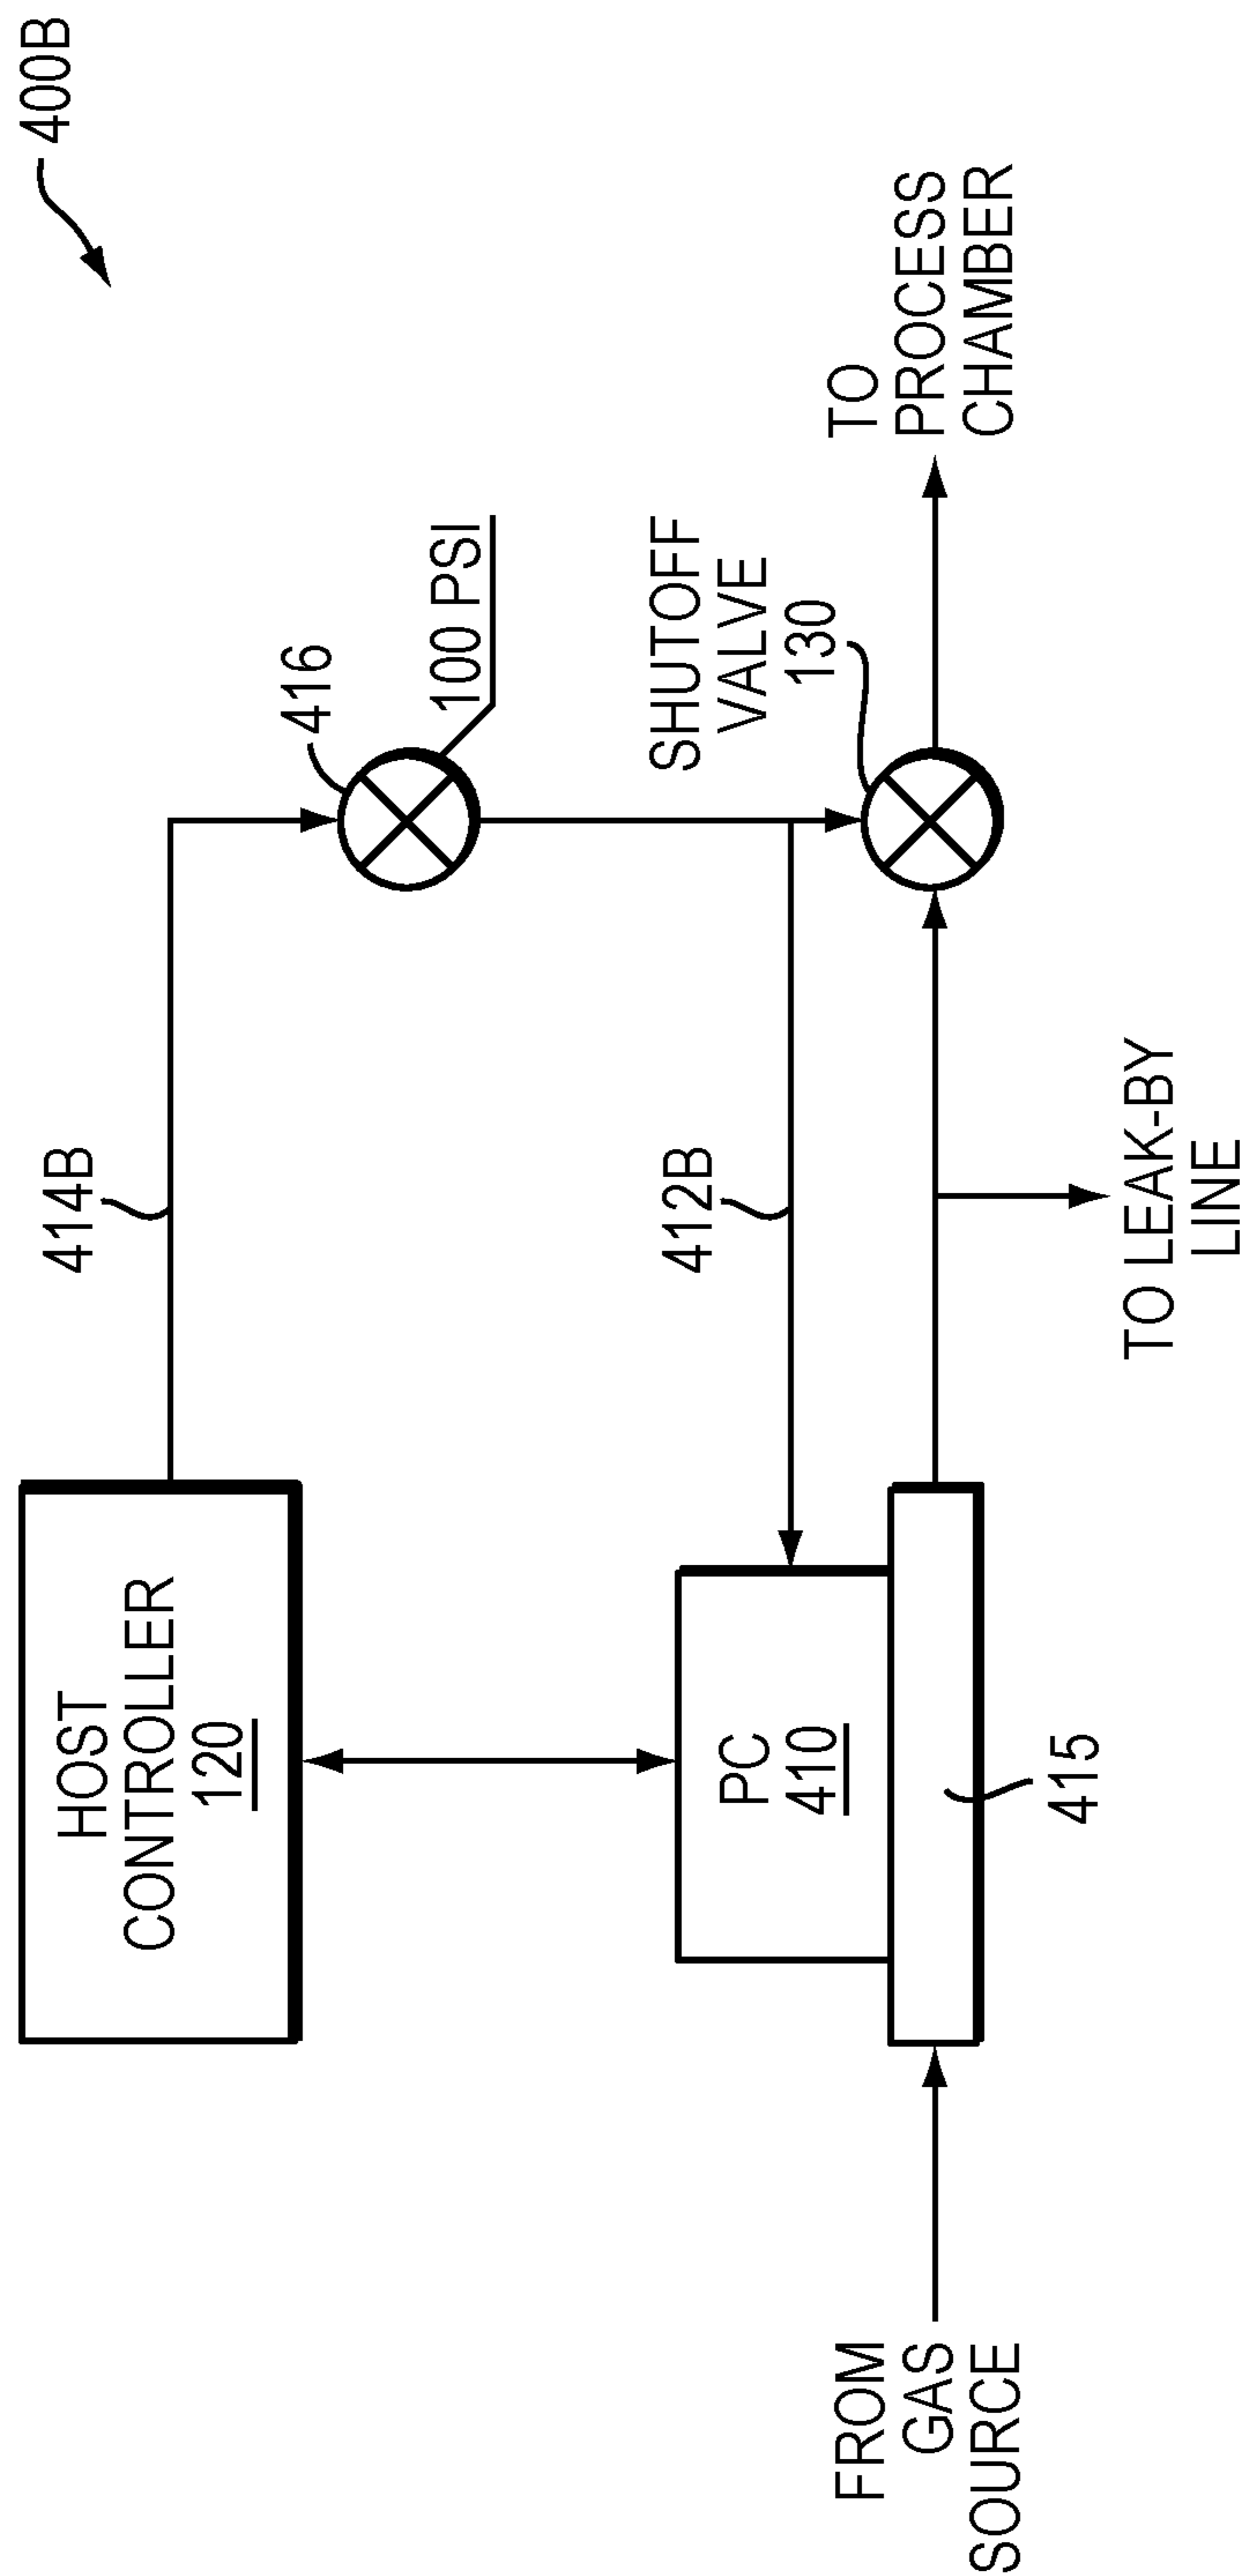 400B
HOST
CONTROLLER
120
414B
416
100 PSI
SHUTOFF
VALVE
130
412B
PC
410
415
FROM
GAS
SOURCE
TO
PROCESS
CHAMBER
TO LEAK-BY
LINE